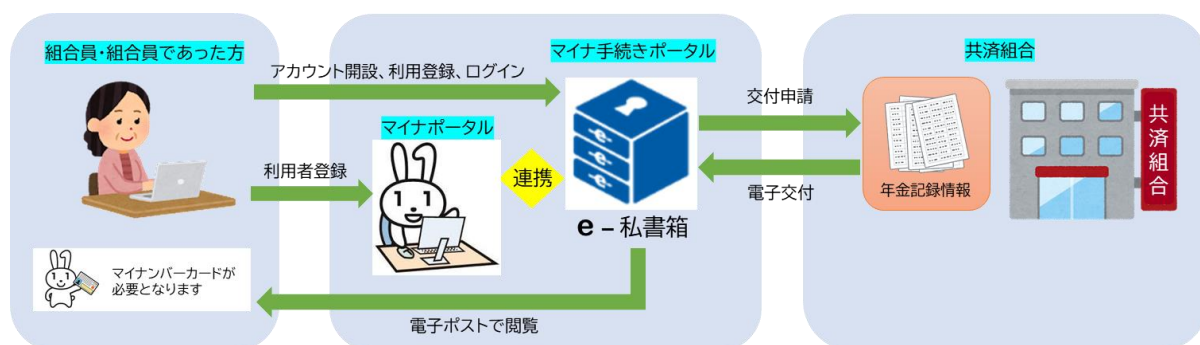 組合員・組合員であった方
マイナ手続きポータル
共済組合
アカウント開設、利用登録、ログイン
交付申請
マイナポータル
共済組合
利用者登録
連携
-e-
-e-
-e-
電子交付
年金記録情報
e – 私書箱
マイナンバーカードが
必要となります
電子ポストで閲覧